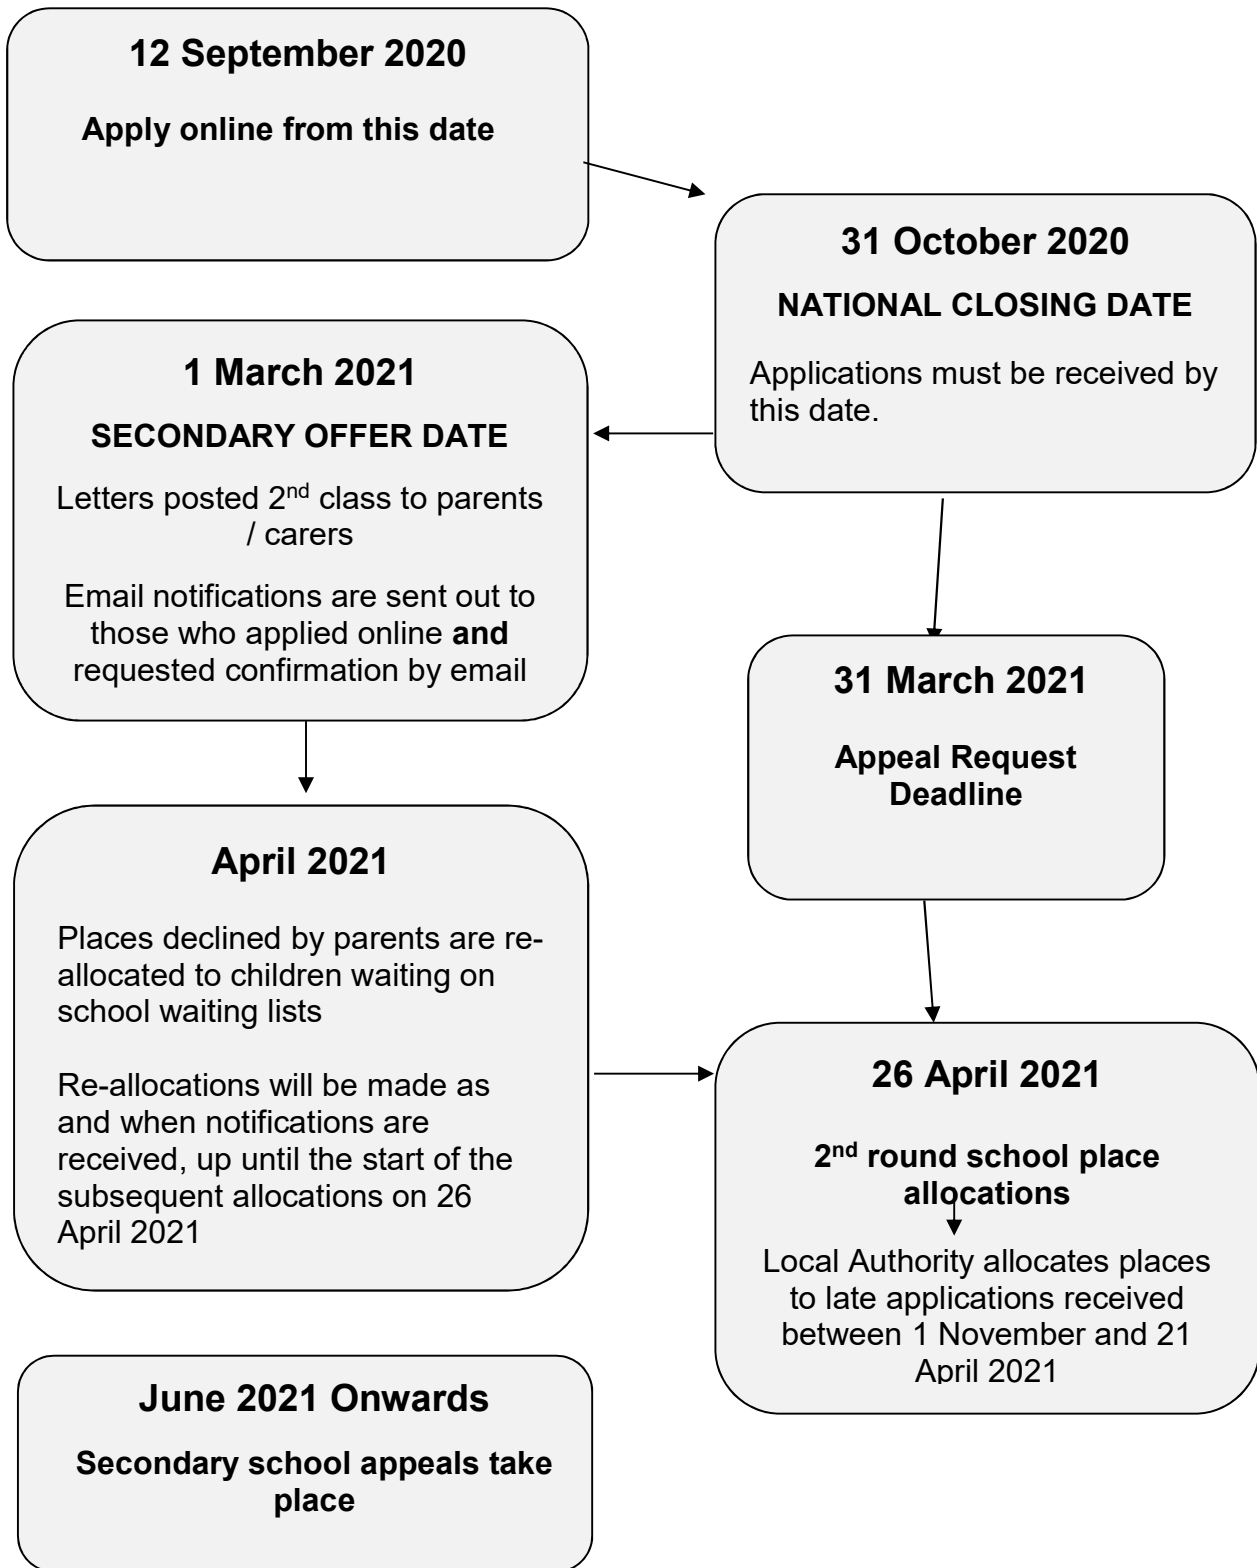 12 September 2020
Apply online from this date
31 October 2020
NATIONAL CLOSING DATE
Applications must be received by
this date.
1 March 2021
SECONDARY OFFER DATE
Letters posted 2nd class to parents
/ carers
Email notifications are sent out to
those who applied online and
requested confirmation by email
31 March 2021
Appeal Request
Deadline
April 2021
Places declined by parents are re-
allocated to children waiting on
school waiting lists
Re-allocations will be made as
and when notifications are
received, up until the start of the
subsequent allocations on 26
April 2021
26 April 2021
2nd round school place
allocations
Local Authority allocates places
to late applications received
between 1 November and 21
April 2021
June 2021 Onwards
Secondary school appeals take
place